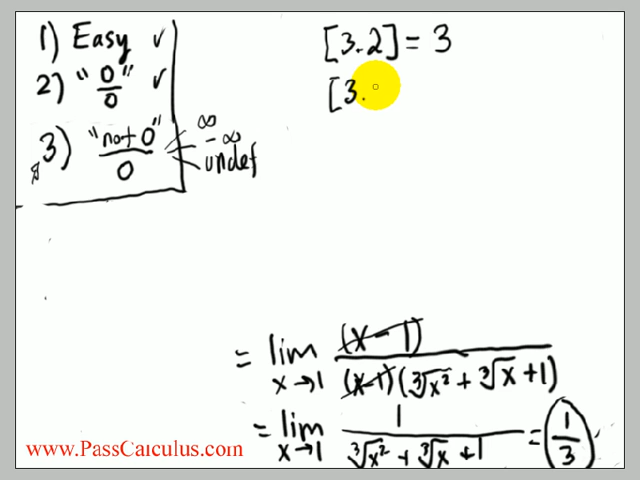 1) Easy ✓
2) "0/0" ✓
3) "not 0"/0 ∞
-∞
undef
[3.2] = 3
[3.
= lim x→1 (x - 1)/((x-1)(∛x² + ∛x + 1))
= lim x→1 1/(∛x² + ∛x + 1) = 1/3
www.PassCalculus.com